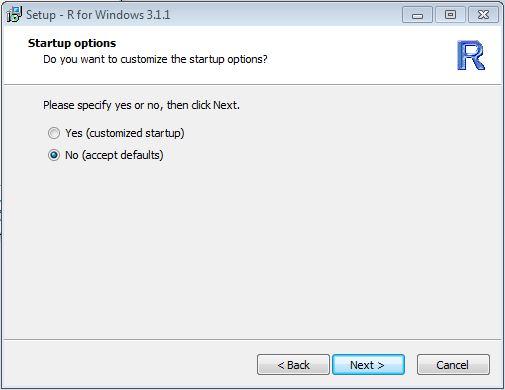 Setup - R for Windows 3.1.1
Startup options
Do you want to customize the startup options?
R
Please specify yes or no, then click Next.
Yes (customized startup)
No (accept defaults)
< Back Next > Cancel